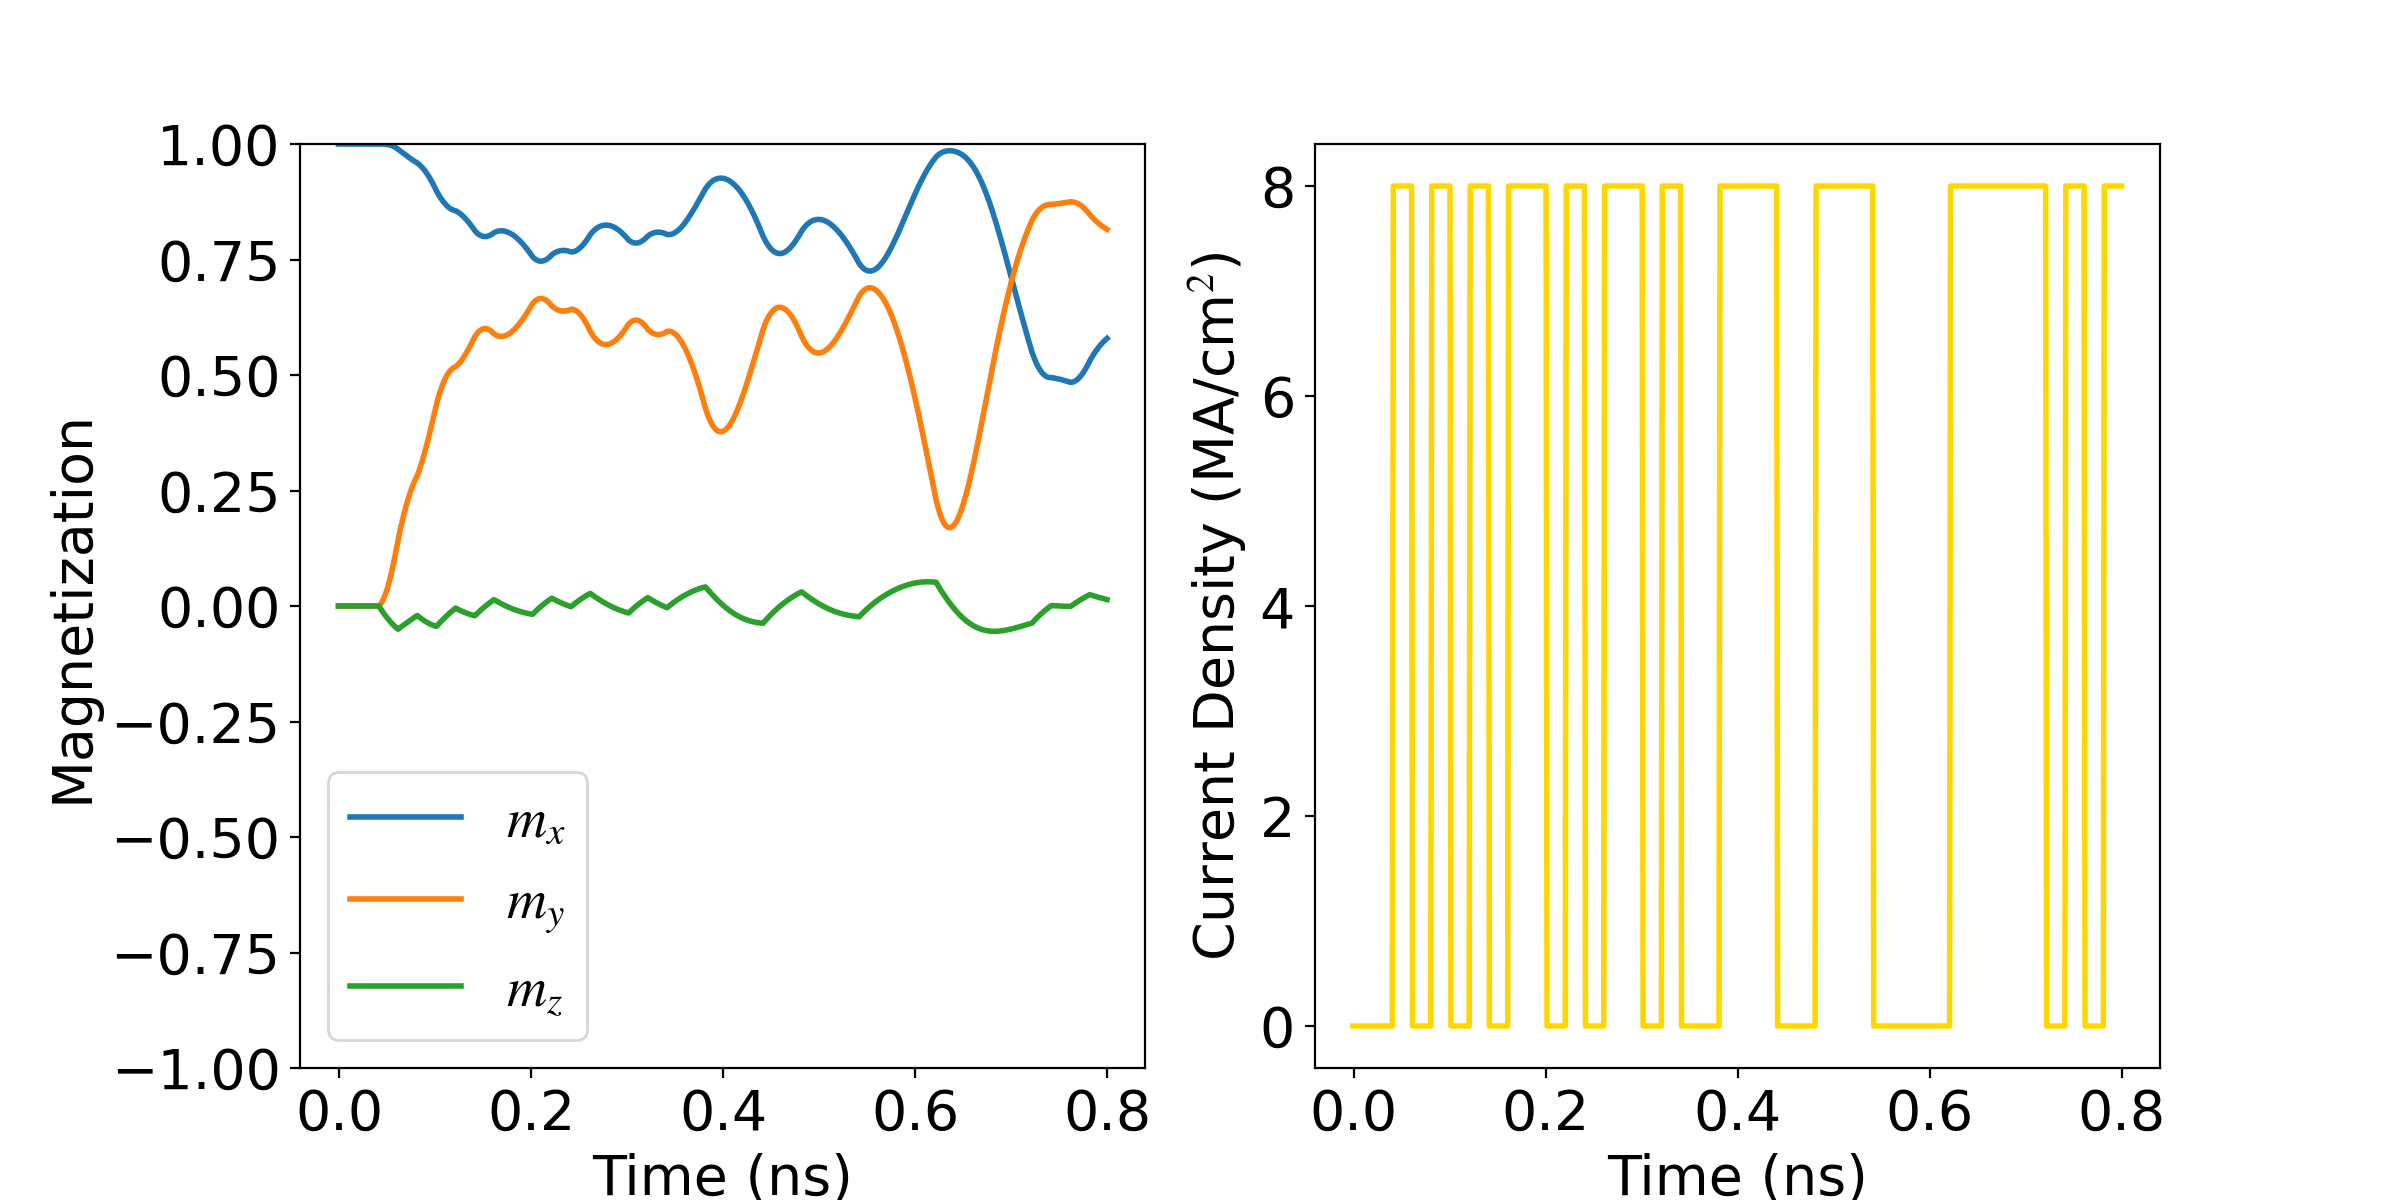 1.00
0.75
0.50
0.25
0.00
−0.25
−0.50
−0.75
−1.00
Magnetization
m_x
m_y
m_z
0.0 0.2 0.4 0.6 0.8
Time (ns)
8
6
4
2
0
Current Density (MA/cm²)
0.0 0.2 0.4 0.6 0.8
Time (ns)